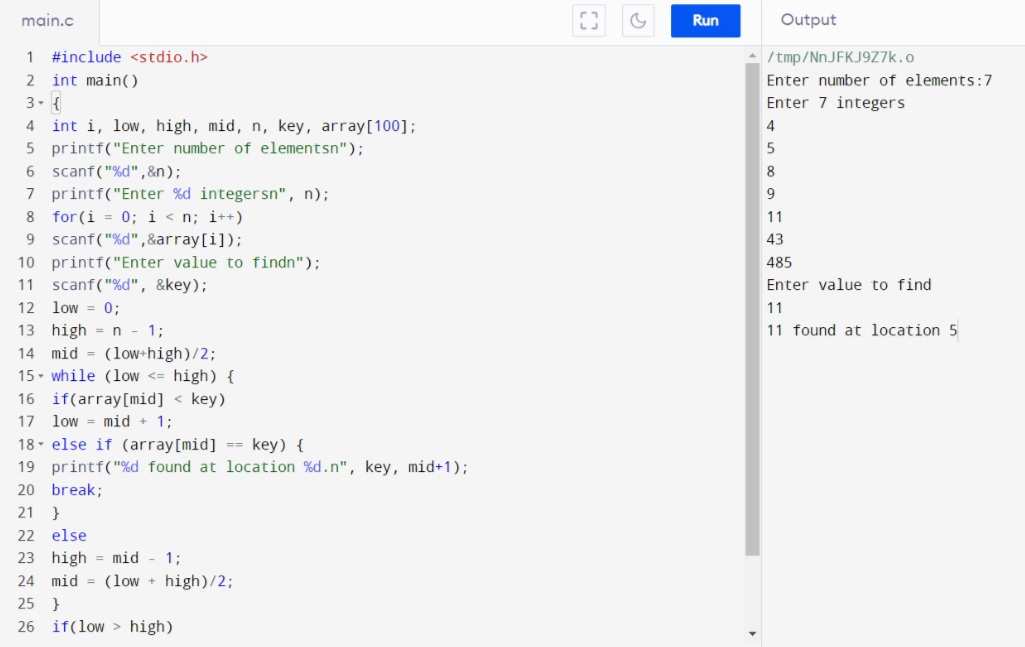 main.c
Run
Output
1 #include <stdio.h>
2 int main()
3 {
4 int i, low, high, mid, n, key, array[100];
5 printf("Enter number of elementsn");
6 scanf("%d",&n);
7 printf("Enter %d integersn", n);
8 for(i = 0; i < n; i++)
9 scanf("%d",&array[i]);
10 printf("Enter value to findn");
11 scanf("%d", &key);
12 low = 0;
13 high = n - 1;
14 mid = (low+high)/2;
15 while (low <= high) {
16 if(array[mid] < key)
17 low = mid + 1;
18 else if (array[mid] == key) {
19 printf("%d found at location %d.n", key, mid+1);
20 break;
21 }
22 else
23 high = mid - 1;
24 mid = (low + high)/2;
25 }
26 if(low > high)
/tmp/NnJFKJ9Z7k.o
Enter number of elements:7
Enter 7 integers
4
5
8
9
11
43
485
Enter value to find
11
11 found at location 5